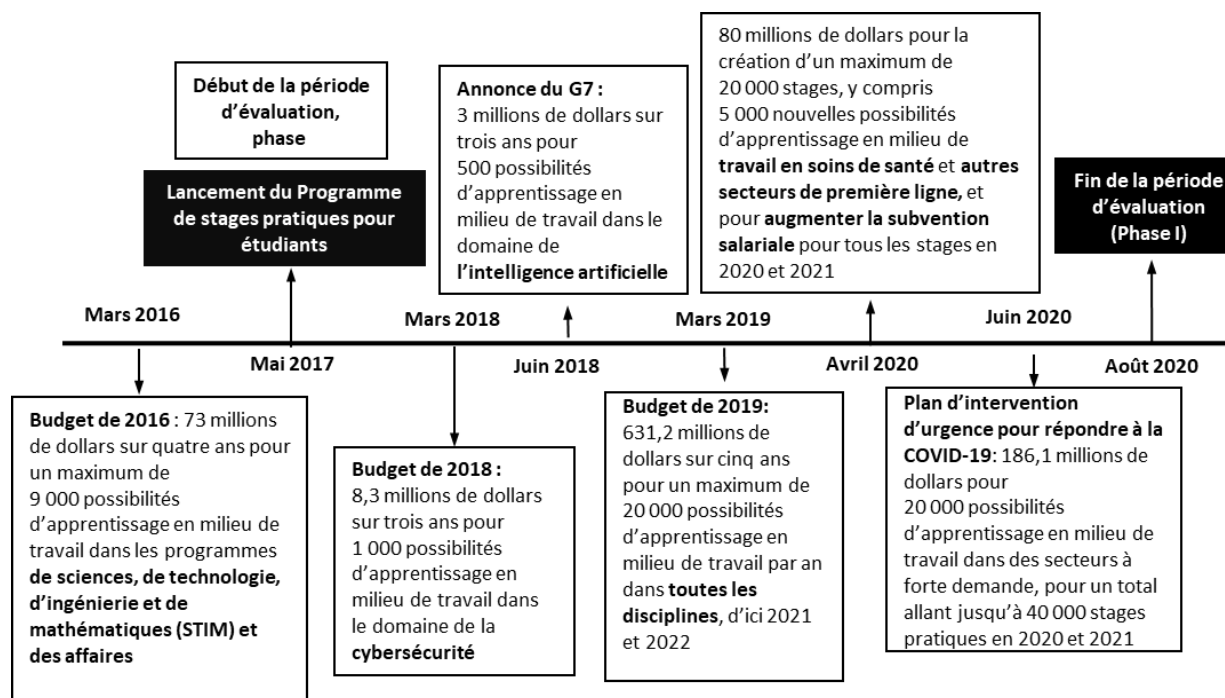 Début de la période
d’évaluation,
phase
Lancement du Programme
de stages pratiques pour
étudiants
Annonce du G7 :
3 millions de dollars sur
trois ans pour
500 possibilités
d’apprentissage en
milieu de travail dans le
domaine de
l’intelligence artificielle
80 millions de dollars pour la
création d’un maximum de
20 000 stages, y compris
5 000 nouvelles possibilités
d’apprentissage en milieu de
travail en soins de santé et autres
secteurs de première ligne, et
pour augmenter la subvention
salariale pour tous les stages en
2020 et 2021
Fin de la période
d’évaluation
(Phase I)
Mars 2016
Mars 2018
Mars 2019
Juin 2020
Mai 2017
Juin 2018
Avril 2020
Août 2020
Budget de 2016 : 73 millions
de dollars sur quatre ans pour
un maximum de
9 000 possibilités
d’apprentissage en milieu de
travail dans les programmes
de sciences, de technologie,
d’ingénierie et de
mathématiques (STIM) et
des affaires
Budget de 2018 :
8,3 millions de dollars
sur trois ans pour
1 000 possibilités
d’apprentissage en
milieu de travail dans
le domaine de la
cybersécurité
Budget de 2019:
631,2 millions de
dollars sur cinq ans
pour un maximum de
20 000 possibilités
d’apprentissage en
milieu de travail par an
dans toutes les
disciplines, d’ici 2021
et 2022
Plan d’intervention
d’urgence pour répondre à la
COVID-19: 186,1 millions de
dollars pour
20 000 possibilités
d’apprentissage en milieu de
travail dans des secteurs à
forte demande, pour un total
allant jusqu’à 40 000 stages
pratiques en 2020 et 2021